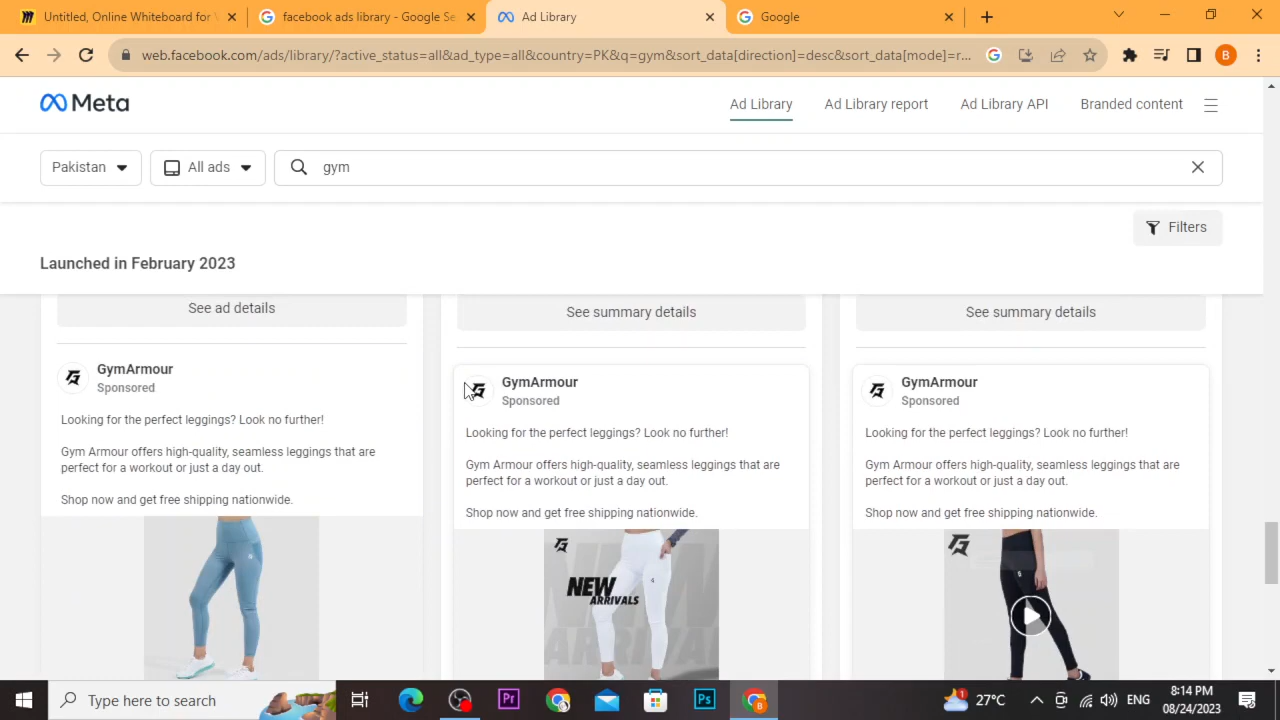 Untitled, Online Whiteboard for
facebook ads library - Google Se
Ad Library
Google
web.facebook.com/ads/library/?active_status=all&ad_type=all&country=PK&q=gym&sort_data[direction]=desc&sort_data[mode]=r...
B
Meta
Ad Library
Ad Library report
Ad Library API
Branded content
Pakistan
All ads
gym
Filters
Launched in February 2023
See ad details
See summary details
See summary details
GymArmour
Sponsored
Looking for the perfect leggings? Look no further!
Gym Armour offers high-quality, seamless leggings that are
perfect for a workout or just a day out.
Shop now and get free shipping nationwide.
GymArmour
Sponsored
Looking for the perfect leggings? Look no further!
Gym Armour offers high-quality, seamless leggings that are
perfect for a workout or just a day out.
Shop now and get free shipping nationwide.
NEW
ARRIVALS
GymArmour
Sponsored
Looking for the perfect leggings? Look no further!
Gym Armour offers high-quality, seamless leggings that are
perfect for a workout or just a day out.
Shop now and get free shipping nationwide.
Type here to search
Pr
Ps
B
1
27°C
ENG
8:14 PM
08/24/2023